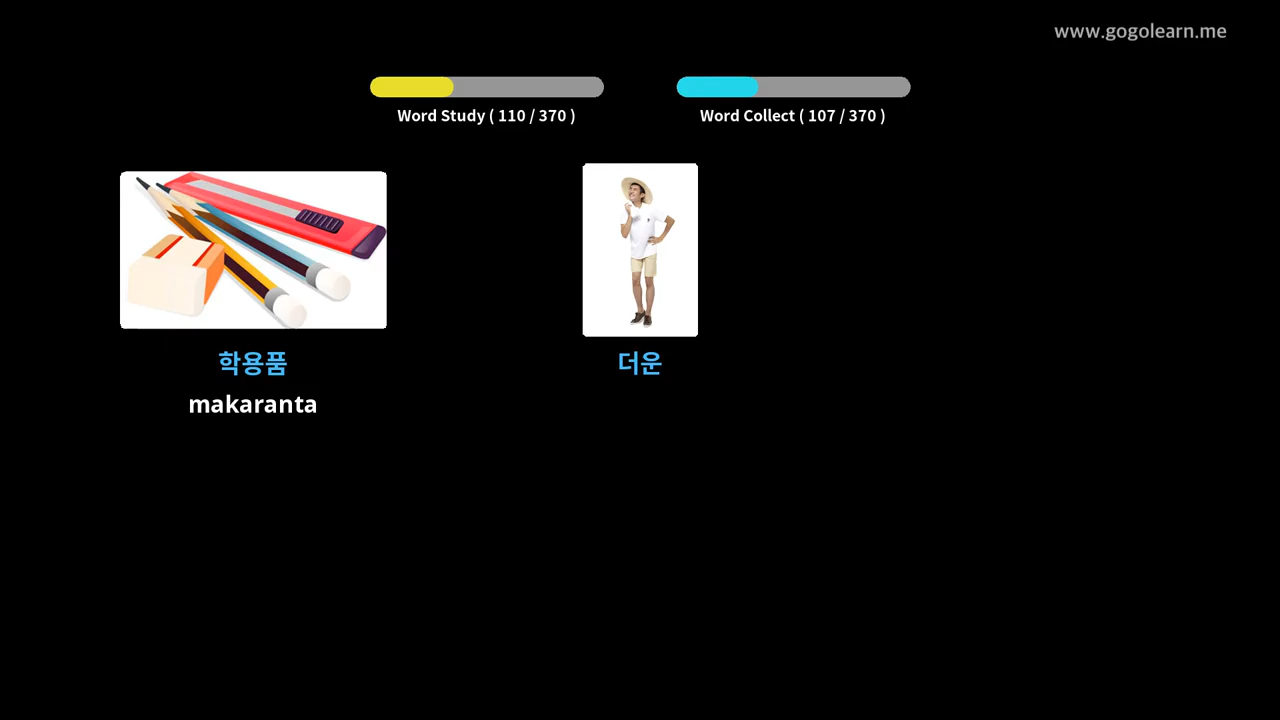 www.gogolearn.me
Word Study ( 110 / 370 )
Word Collect ( 107 / 370 )
학용품
makaranta
더운